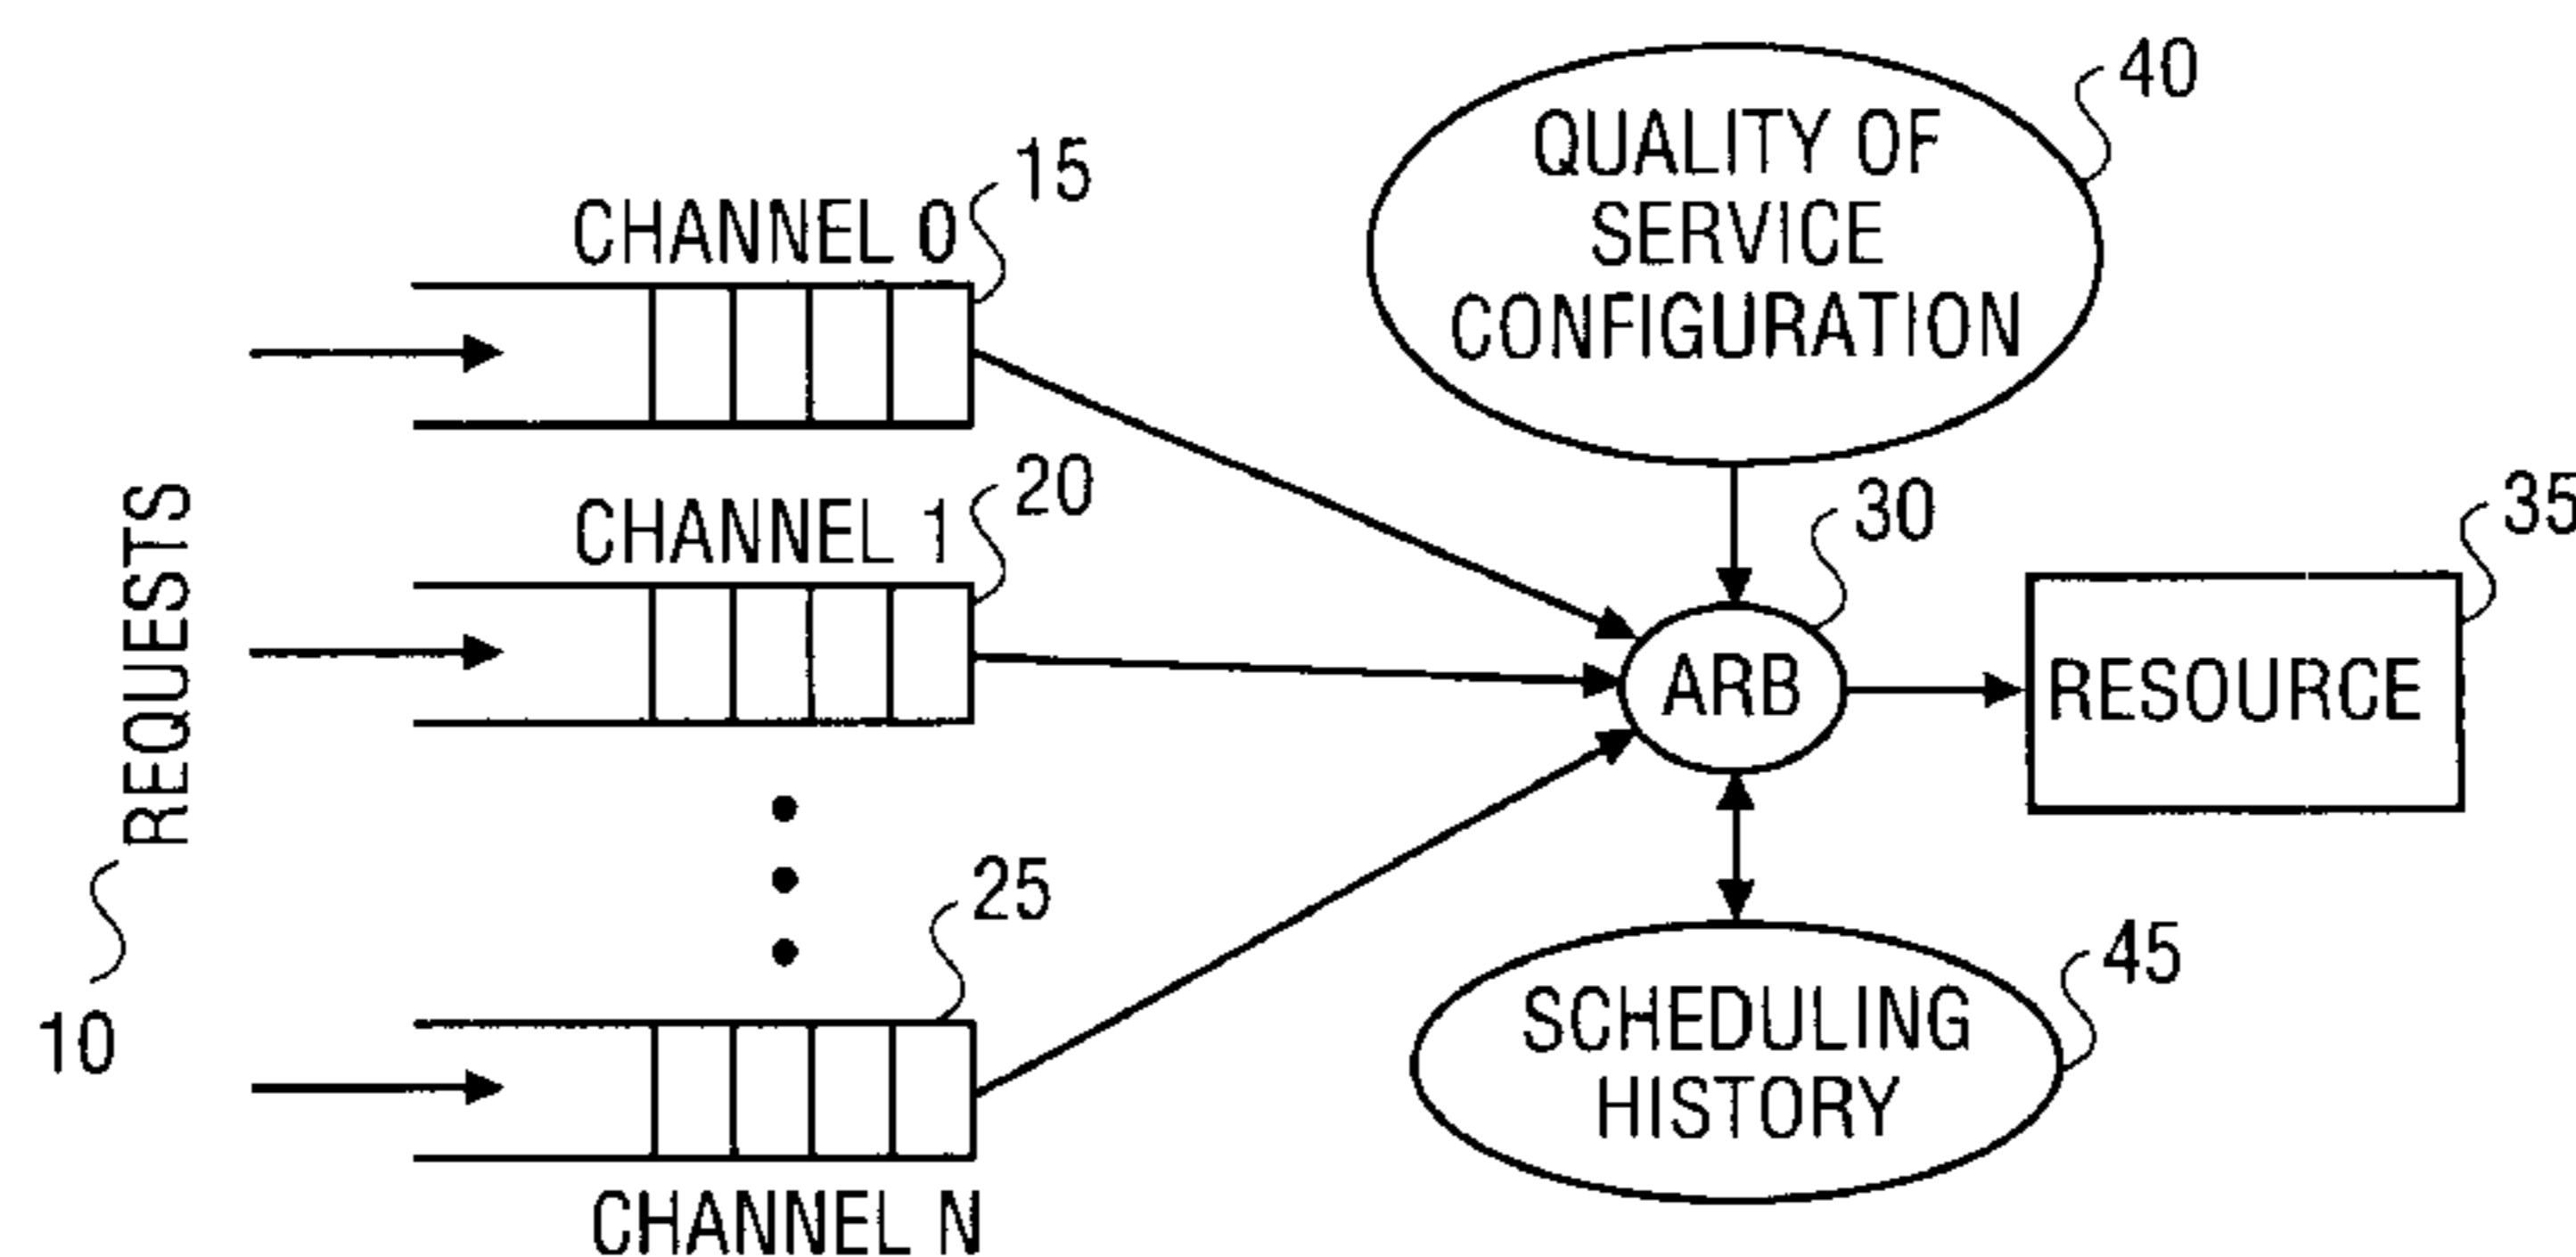 40
QUALITY OF
SERVICE
CONFIGURATION
15
CHANNEL 0
20
CHANNEL 1
30
35
REQUESTS
ARB
RESOURCE
25
45
SCHEDULING
HISTORY
10
CHANNEL N